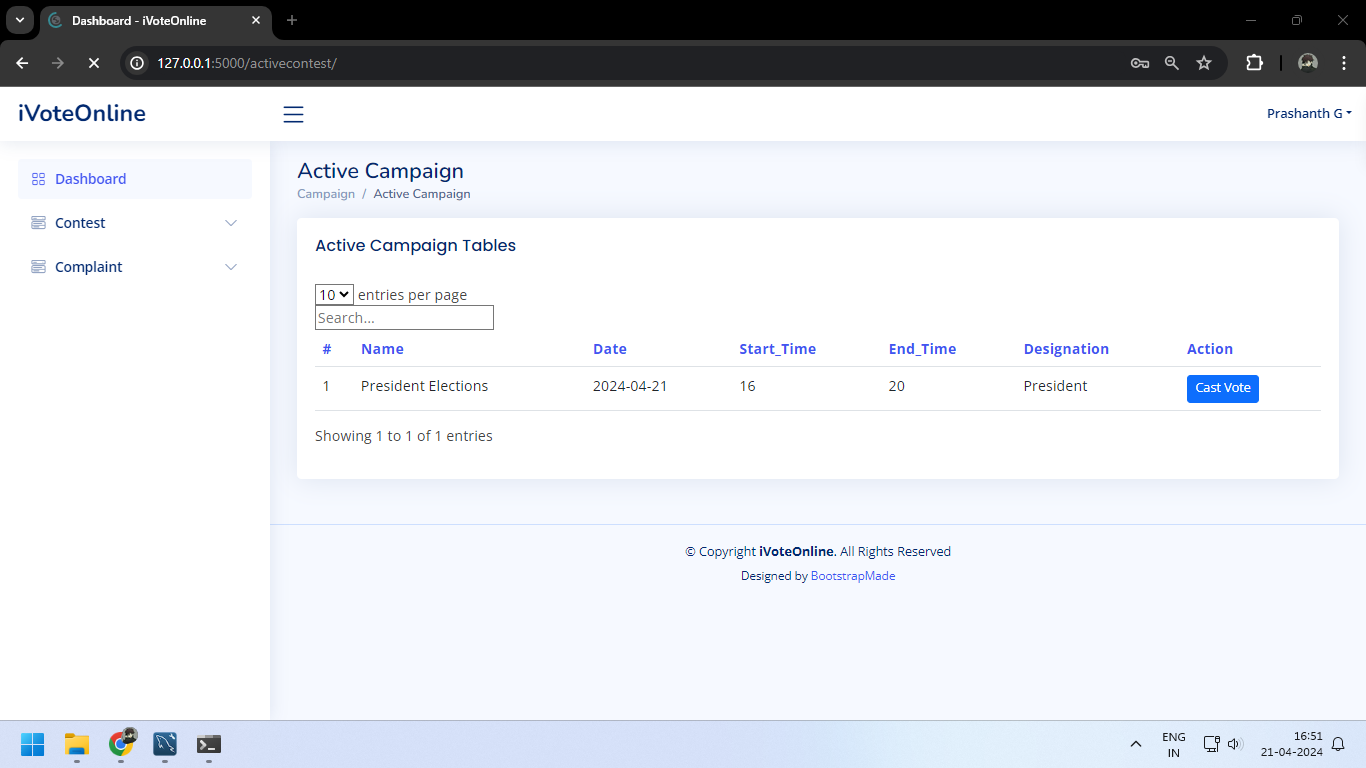 Dashboard - iVoteOnline
127.0.0.1:5000/activecontest/
iVoteOnline
Prashanth G
Dashboard
Contest
Complaint
Active Campaign
Campaign / Active Campaign
Active Campaign Tables
10 entries per page
Search...
# Name Date Start_Time End_Time Designation Action
1 President Elections 2024-04-21 16 20 President Cast Vote
Showing 1 to 1 of 1 entries
© Copyright iVoteOnline. All Rights Reserved
Designed by BootstrapMade
ENG
IN
16:51
21-04-2024